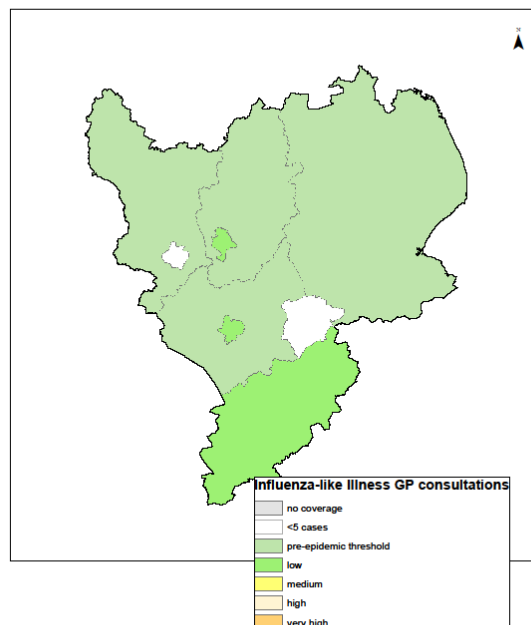 Influenza-like Illness GP consultations
no coverage
<5 cases
pre-epidemic threshold
low
medium
high
very high